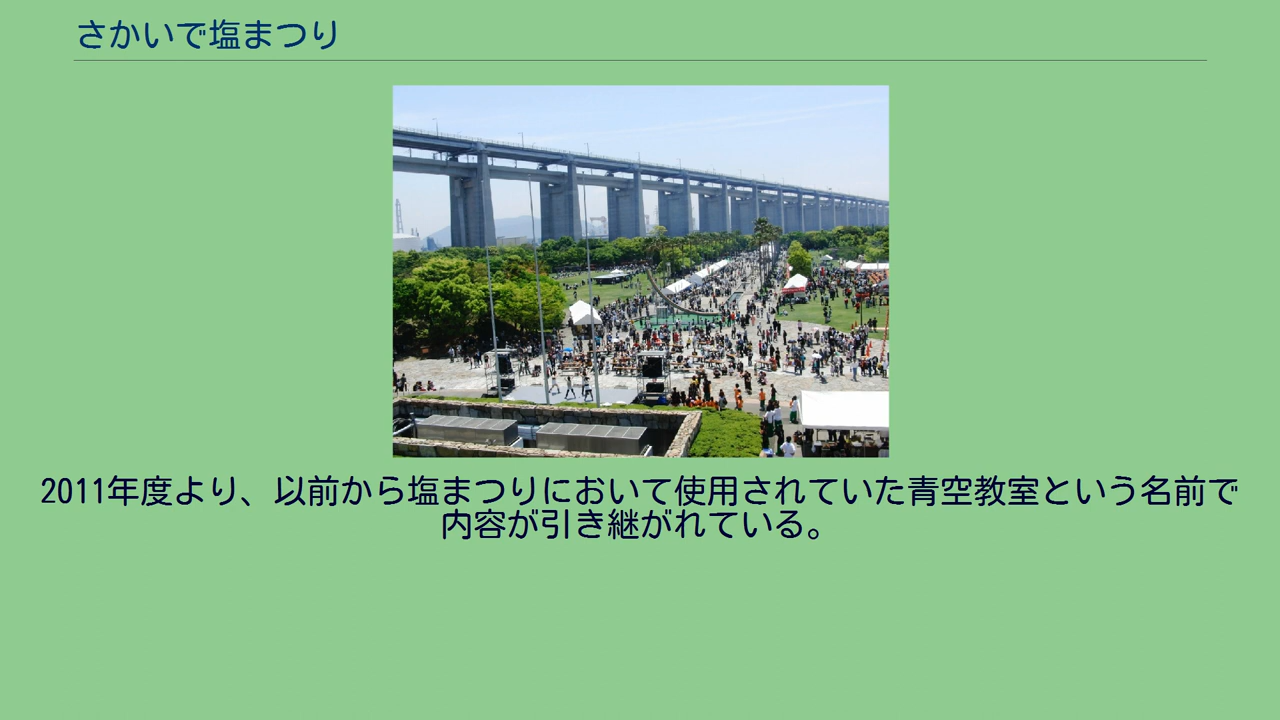 さかいで塩まつり
2011年度より、以前から塩まつりにおいて使用されていた青空教室という名前で
内容が引き継がれている。